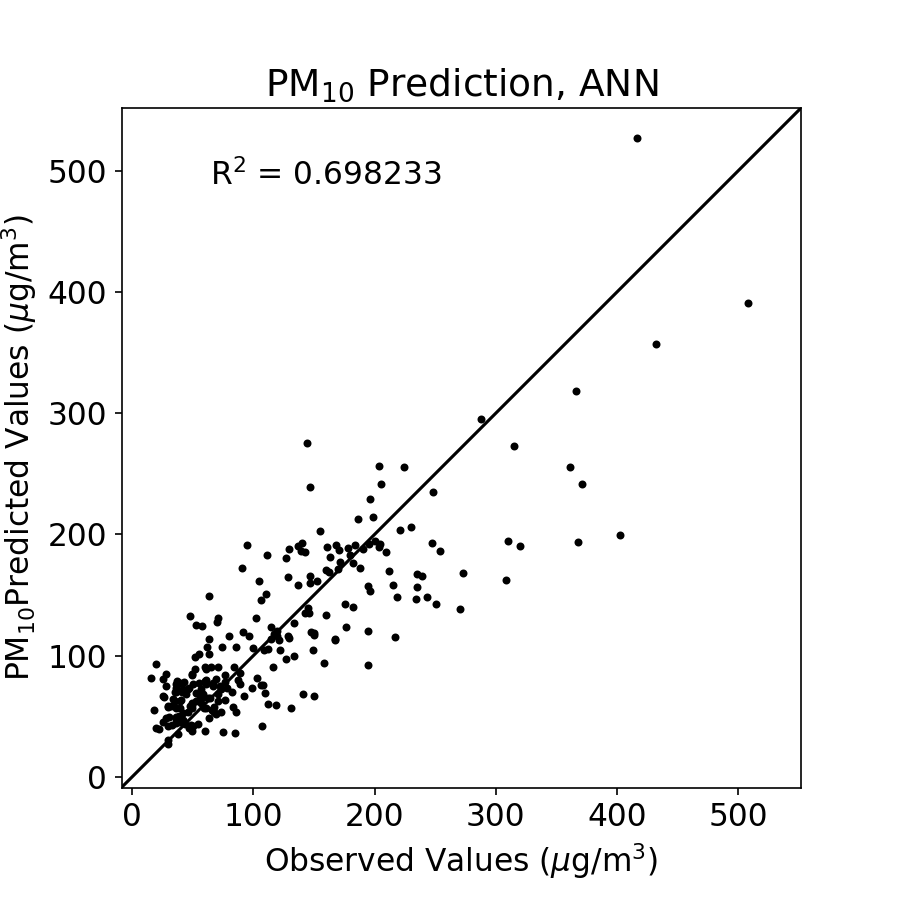 PM₁₀ Prediction, ANN
R² = 0.698233
PM₁₀Predicted Values (μg/m³)
500
400
300
200
100
0
0 100 200 300 400 500
Observed Values (μg/m³)